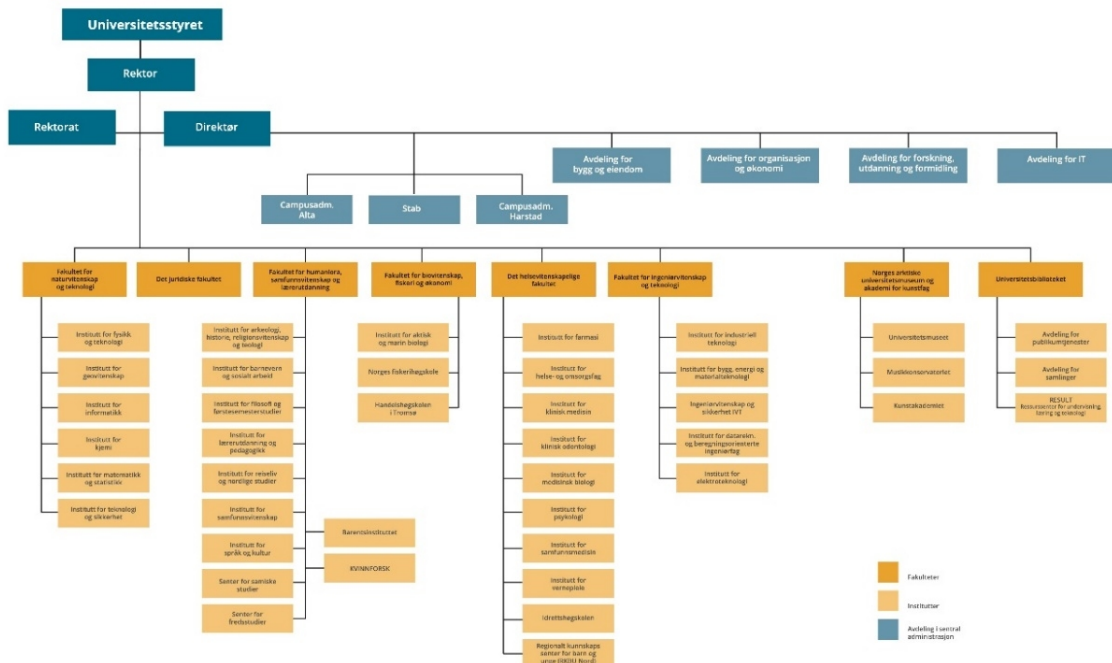 Universitetsstyret
Rektor
Rektorat
Direktør
Avdeling for
bygg og eiendom
Avdeling for organisasjon
og økonomi
Avdeling for forskning,
utdanning og formidling
Avdeling for IT
Campusadm.
Alta
Stab
Campusadm.
Harstad
Fakultet for
naturvitenskap
og teknologi
Det juridiske fakultet
Fakultet for humaniora,
samfunnsvitenskap og
lærerutdanning
Fakultet for biovitenskap,
fiskeri og økonomi
Det helsevitenskapelige
fakultet
Fakultet for ingeniørvitenskap
og teknologi
Norges arktiske
universitetsmuseum og
akademi for kunstfag
Universitetsbiblioteket
Institutt for fysikk
og teknologi
Institutt for
geovitenskap
Institutt for
informatikk
Institutt for
kjemi
Institutt for matematikk
og statistikk
Institutt for teknologi
og sikkerhet
Institutt for arkeologi,
historie, religionsvitenskap
og teologi
Institutt for barnevern
og sosialt arbeid
Institutt for filosofi og
førstesemesterstudier
Institutt for
lærerutdanning og
pedagogikk
Institutt for reiseliv
og nordlige studier
Institutt for
samfunnsvitenskap
Institutt for
språk og kultur
Senter for samiske
studier
Senter for
fredsstudier
Barentsinstituttet
KVINNFORSK
Institutt for
og marin biologi
Norges fiskerihøgskole
Handelshøgskolen
i Tromsø
Institutt for farmasi
Institutt for
helse- og omsorgsfag
Institutt for
klinisk medisin
Institutt for
klinisk odontologi
Institutt for
medisinsk biologi
Institutt for
psykologi
Institutt for
samfunnsmedisin
Institutt for
vernepleie
Idrettshøgskolen
Regionalt kunnskaps
senter for barn og
unge (RKBU Nord)
Institutt for industriell
teknologi
Institutt for bygg, energi og
materialteknologi
Ingeniørvitenskap og
sikkerhet IVT
Institutt for datatekn.
og beregningsorienterte
ingeniørfag
Institutt for
elektroteknologi
Universitetsmuseet
Musikkonservatoriet
Kunstakademiet
Avdeling for
publikumtjenester
Avdeling for
samlinger
RESULT
Ressurssenter for undervisning,
læring og teknologi
Fakulteter
Institutter
Avdeling i sentral
administrasjon